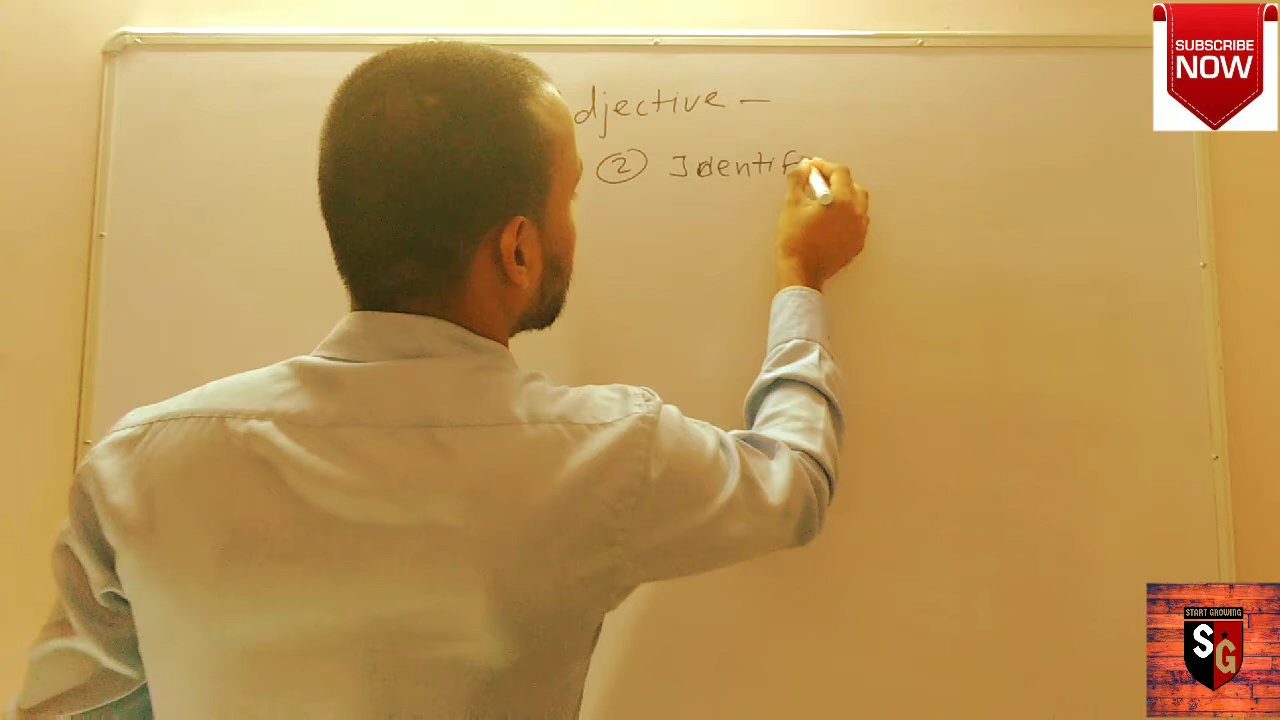 djective –
② Identif
SUBSCRIBE
NOW
START GROWING
SG